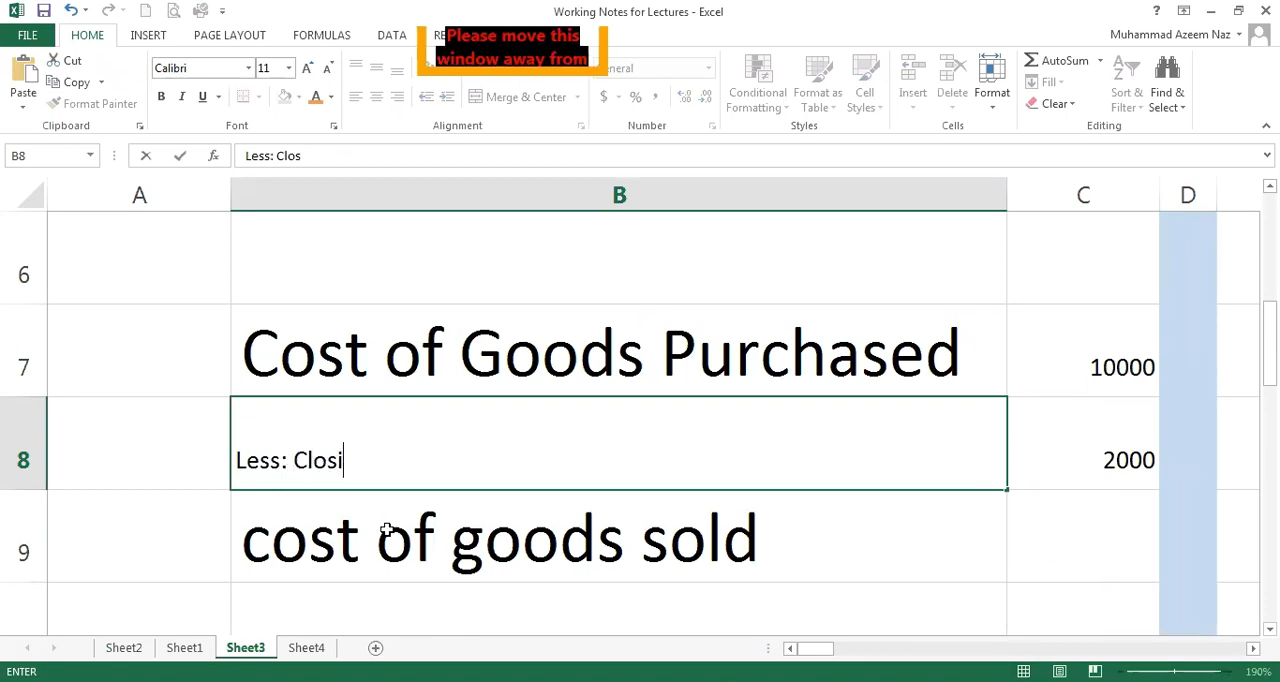 Working Notes for Lectures - Excel
FILE HOME INSERT PAGE LAYOUT FORMULAS DATA RE Muhammad Azeem Naz
Please move this
window away from
Paste
Cut
Copy
Format Painter
Clipboard
Calibri 11
B I U
Font
Merge & Center
Alignment
eneral
$ % ,
Number
Conditional Formatting
Format as Table
Cell Styles
Styles
Insert
Delete
Format
Cells
AutoSum
Fill
Clear
Sort & Filter
Find & Select
Editing
B8 fx Less: Clos
A B C D
6
7 Cost of Goods Purchased 10000
8 Less: Closi 2000
9 cost of goods sold
Sheet2 Sheet1 Sheet3 Sheet4
ENTER 190%